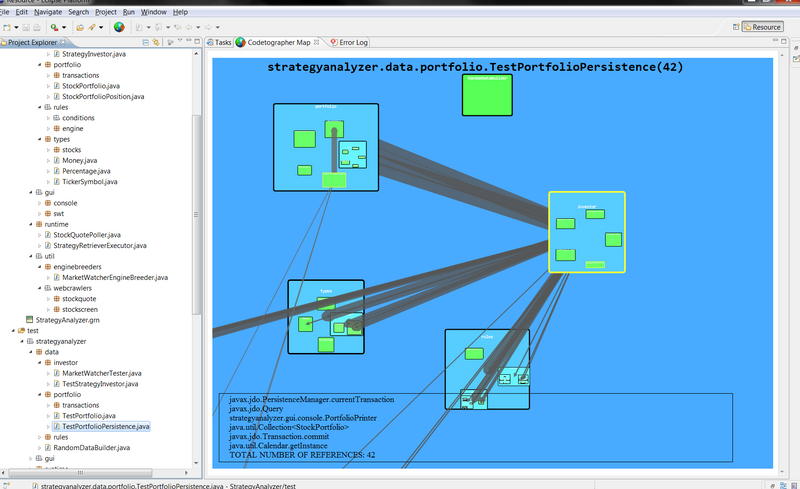 Resource - Eclipse Platform
File Edit Navigate Search Project Run Window Help
Resource
Project Explorer
Tasks Codetographer Map Error Log
StrategyInvestor.java
portfolio
transactions
StockPortfolio.java
StockPortfolioPosition.java
rules
conditions
engine
types
stocks
Money.java
Percentage.java
TickerSymbol.java
gui
console
swt
runtime
StockQuotePoller.java
StrategyRetrieverExecutor.java
util
enginebreeders
MarketWatcherEngineBreeder.java
webcrawlers
stockquote
stockscreen
StrategyAnalyzer.grn
test
strategyanalyzer
data
investor
MarketWatcherTester.java
TestStrategyInvestor.java
portfolio
transactions
TestPortfolio.java
TestPortfolioPersistence.java
rules
RandomDataBuilder.java
gui
runtime
strategyanalyzer.data.portfolio.TestPortfolioPersistence(42)
portfolio
investor
types
rules
javax.jdo.PersistenceManager.currentTransaction
javax.jdo.Query
strategyanalyzer.gui.console.PortfolioPrinter
java.util.Collection<StockPortfolio>
javax.jdo.Transaction.commit
java.util.Calendar.getInstance
TOTAL NUMBER OF REFERENCES: 42
strategyanalyzer.data.portfolio.TestPortfolioPersistence.java - StrategyAnalyzer/test